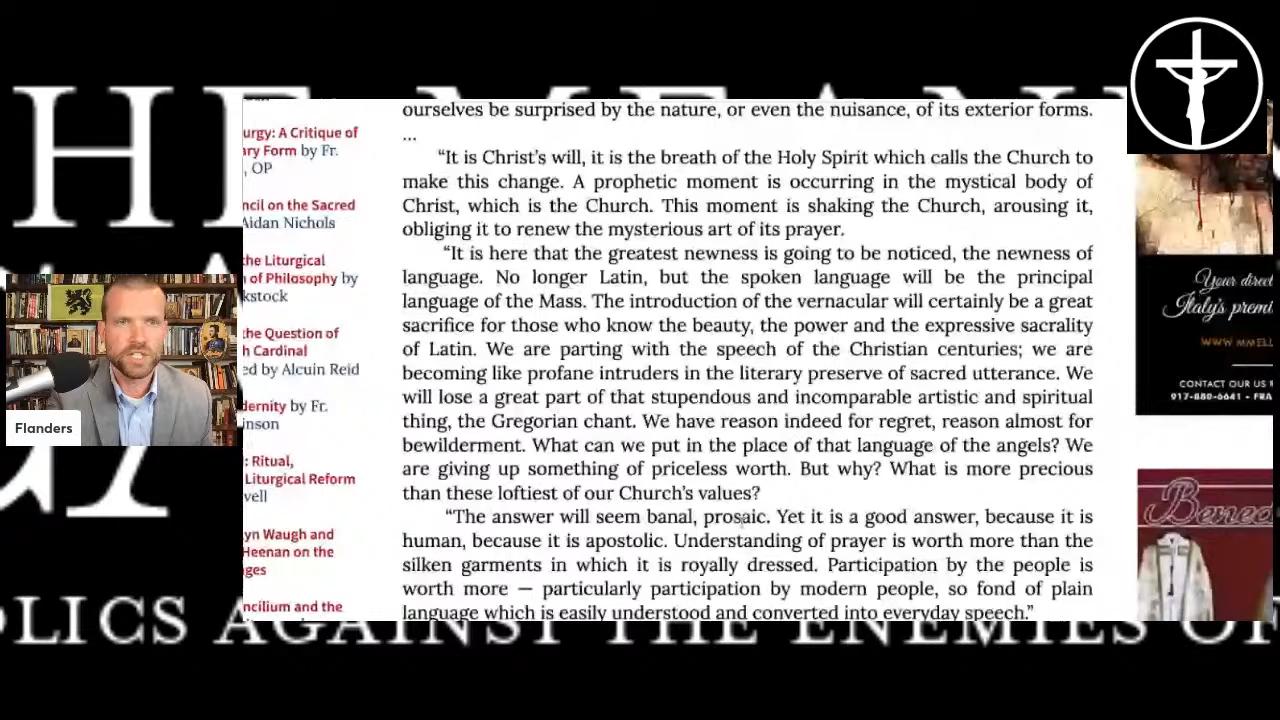 HE MEAN
ourselves be surprised by the nature, or even the nuisance, of its exterior forms.
...
“It is Christ’s will, it is the breath of the Holy Spirit which calls the Church to
make this change. A prophetic moment is occurring in the mystical body of
Christ, which is the Church. This moment is shaking the Church, arousing it,
obliging it to renew the mysterious art of its prayer.
“It is here that the greatest newness is going to be noticed, the newness of
language. No longer Latin, but the spoken language will be the principal
language of the Mass. The introduction of the vernacular will certainly be a great
sacrifice for those who know the beauty, the power and the expressive sacrality
of Latin. We are parting with the speech of the Christian centuries; we are
becoming like profane intruders in the literary preserve of sacred utterance. We
will lose a great part of that stupendous and incomparable artistic and spiritual
thing, the Gregorian chant. We have reason indeed for regret, reason almost for
bewilderment. What can we put in the place of that language of the angels? We
are giving up something of priceless worth. But why? What is more precious
than these loftiest of our Church’s values?
“The answer will seem banal, prosaic. Yet it is a good answer, because it is
human, because it is apostolic. Understanding of prayer is worth more than the
silken garments in which it is royally dressed. Participation by the people is
worth more — particularly participation by modern people, so fond of plain
language which is easily understood and converted into everyday speech.”
urgy: A Critique of
ary Form by Fr.
, OP
ncil on the Sacred
Aidan Nichols
the Liturgical
of Philosophy by
kstock
the Question of
h Cardinal
ed by Alcuin Reid
dernity by Fr.
inson
: Ritual,
Liturgical Reform
vell
yn Waugh and
Heenan on the
nges
ncilium and the
Flanders
Your direct
Italy's premi
WWW MMELL
CONTACT OUR US
917-880-6641 • FRA
Bened
OLICS AGAINST THE ENEMIES OF